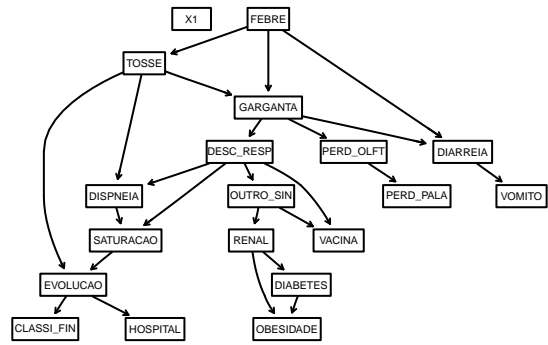 X1
FEBRE
TOSSE
GARGANTA
DESC_RESP
PERD_OLFT
DIARREIA
DISPNEIA
OUTRO_SIN
PERD_PALA
VOMITO
SATURACAO
RENAL
VACINA
EVOLUCAO
DIABETES
CLASSI_FIN
HOSPITAL
OBESIDADE